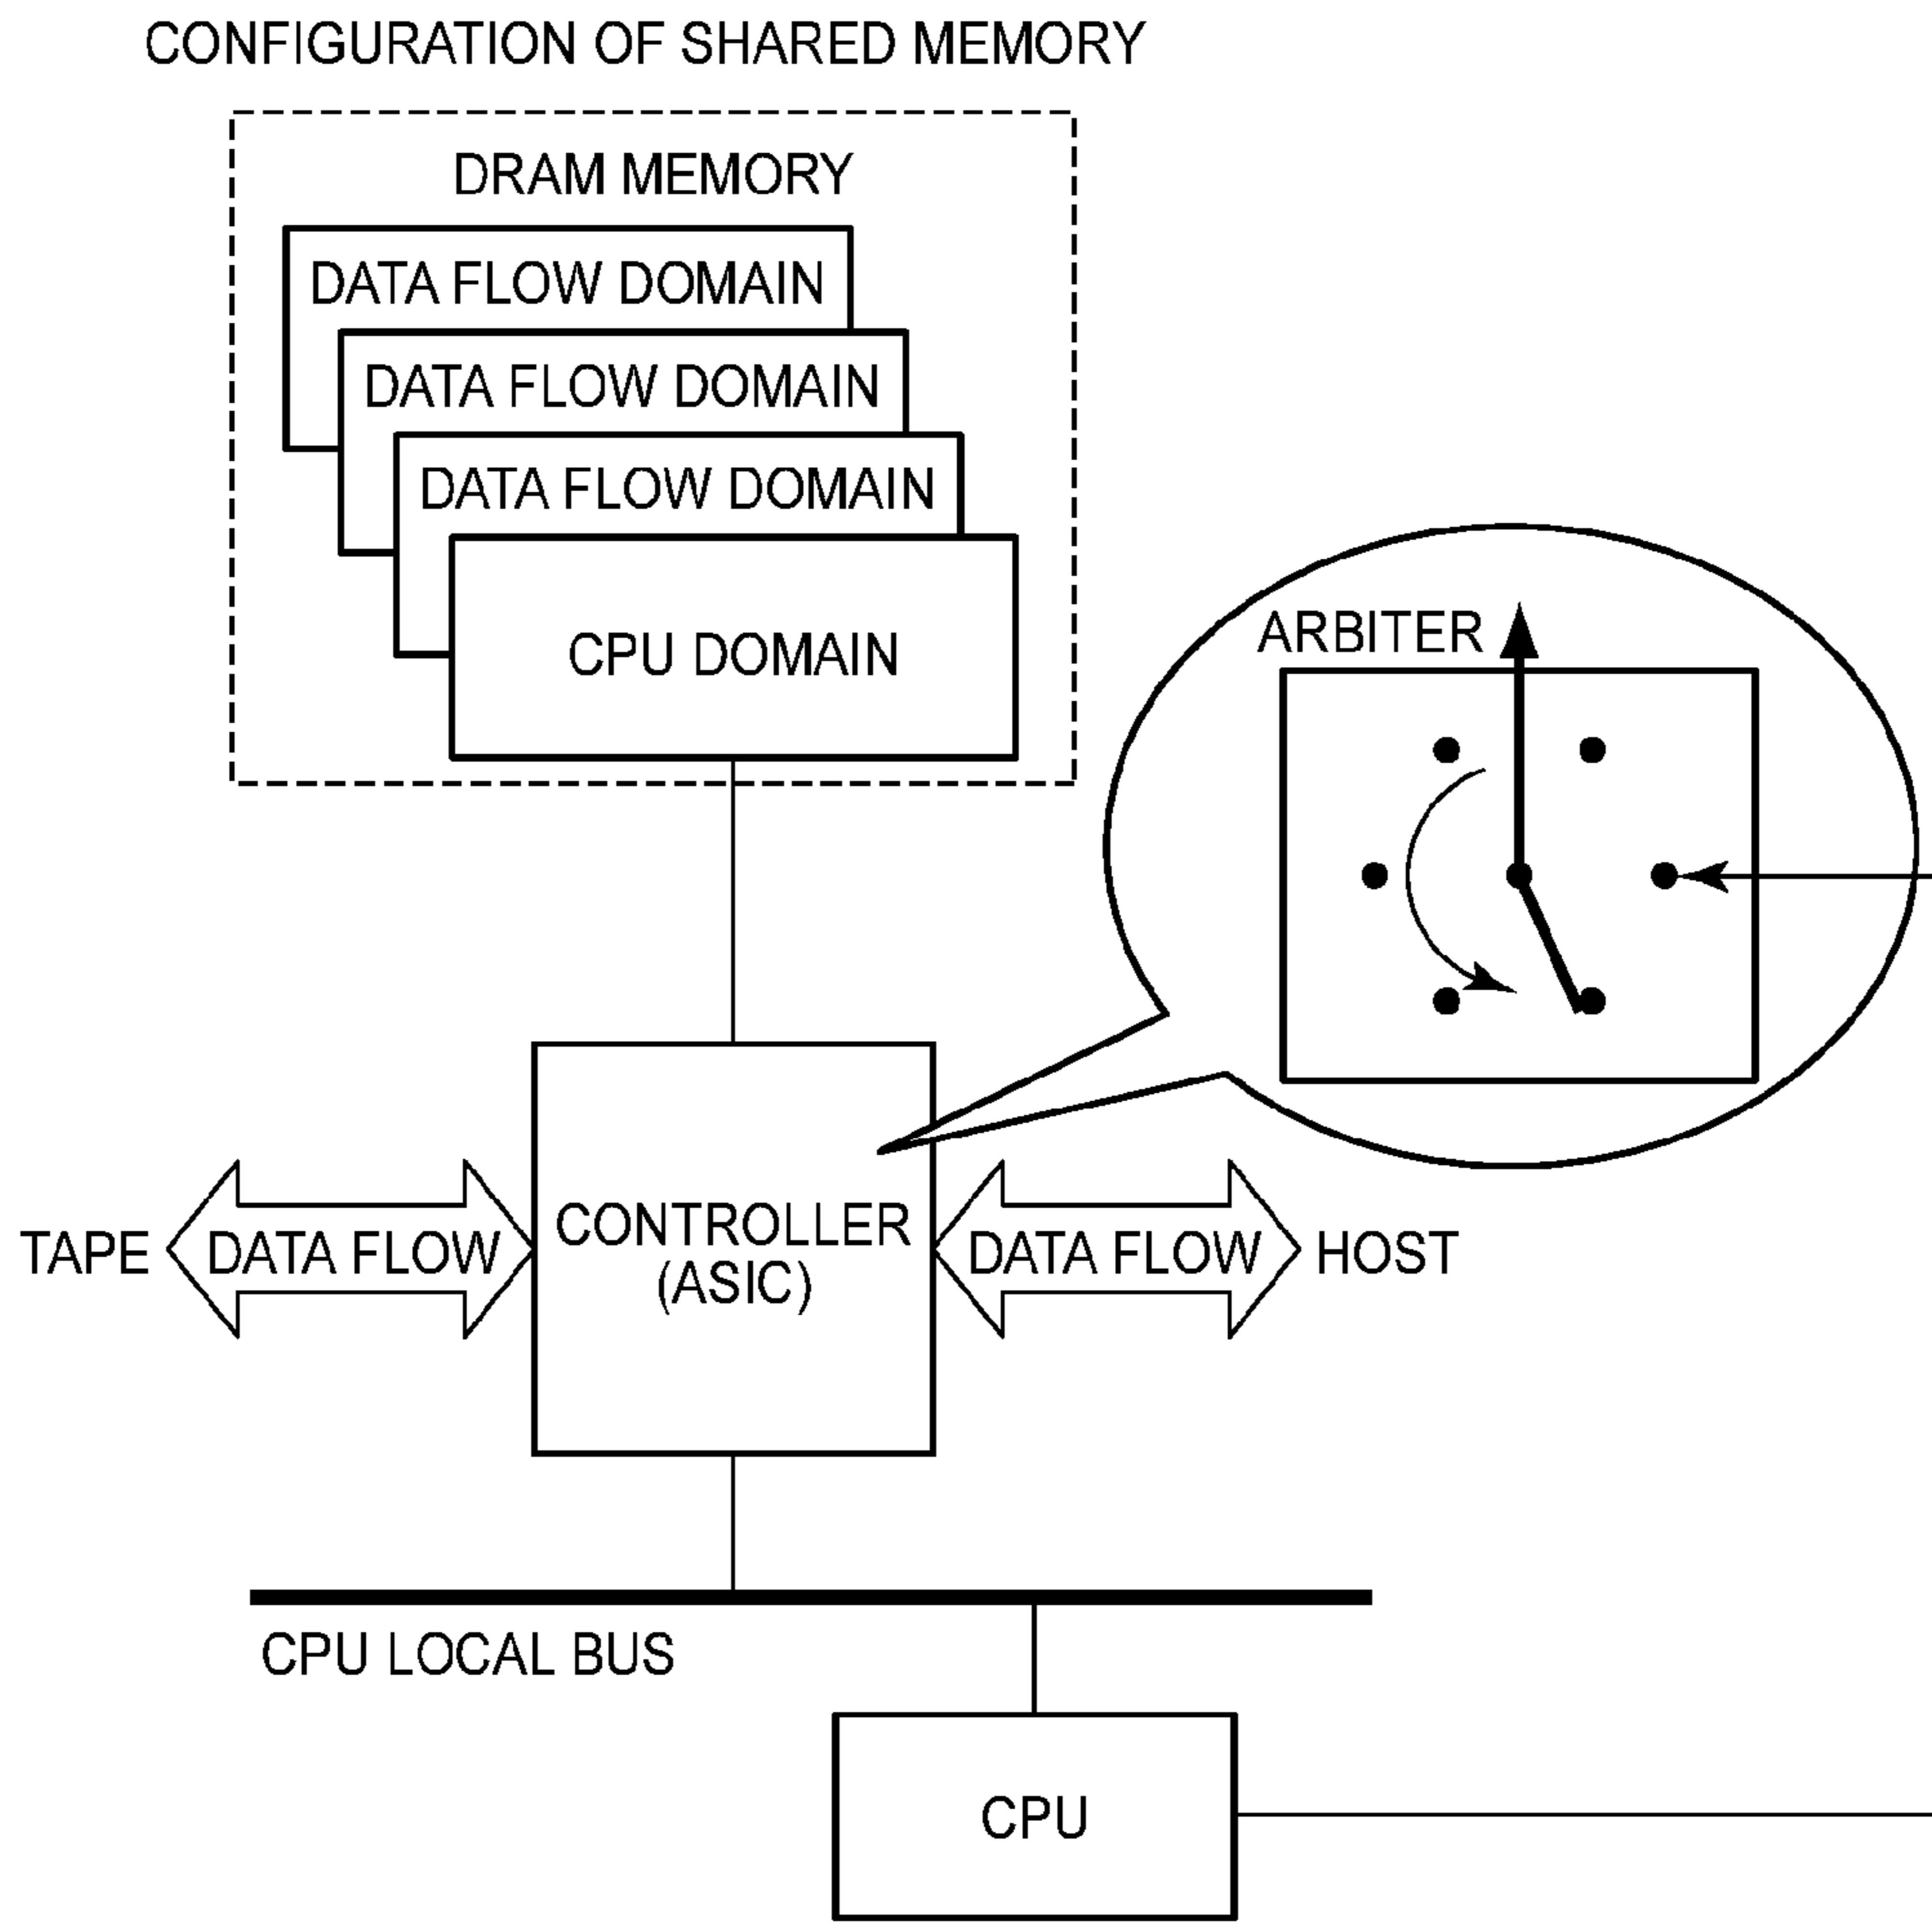 CONFIGURATION OF SHARED MEMORY
DRAM MEMORY
DATA FLOW DOMAIN
DATA FLOW DOMAIN
DATA FLOW DOMAIN
CPU DOMAIN
ARBITER
TAPE
DATA FLOW
CONTROLLER
(ASIC)
DATA FLOW
HOST
CPU LOCAL BUS
CPU